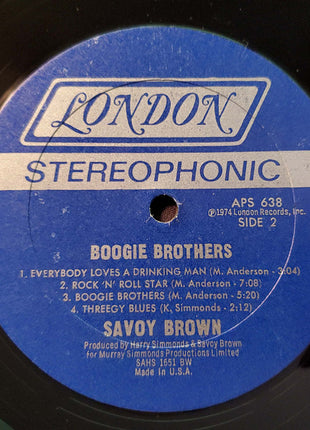 LONDON
STEREOPHONIC
APS 638
℗1974 London Records, Inc.
SIDE 2
BOOGIE BROTHERS
1. EVERYBODY LOVES A DRINKING MAN (M. Anderson - 3:04)
2. ROCK 'N' ROLL STAR (M. Anderson - 7:08)
3. BOOGIE BROTHERS (M. Anderson - 5:20)
4. THREEGY BLUES (K, Simmonds - 2:12)
SAVOY BROWN
Produced by Harry Simmonds & Savoy Brown
for Murray Simmonds Productions Limited
SAHS 1651 BW
Made in U.S.A.